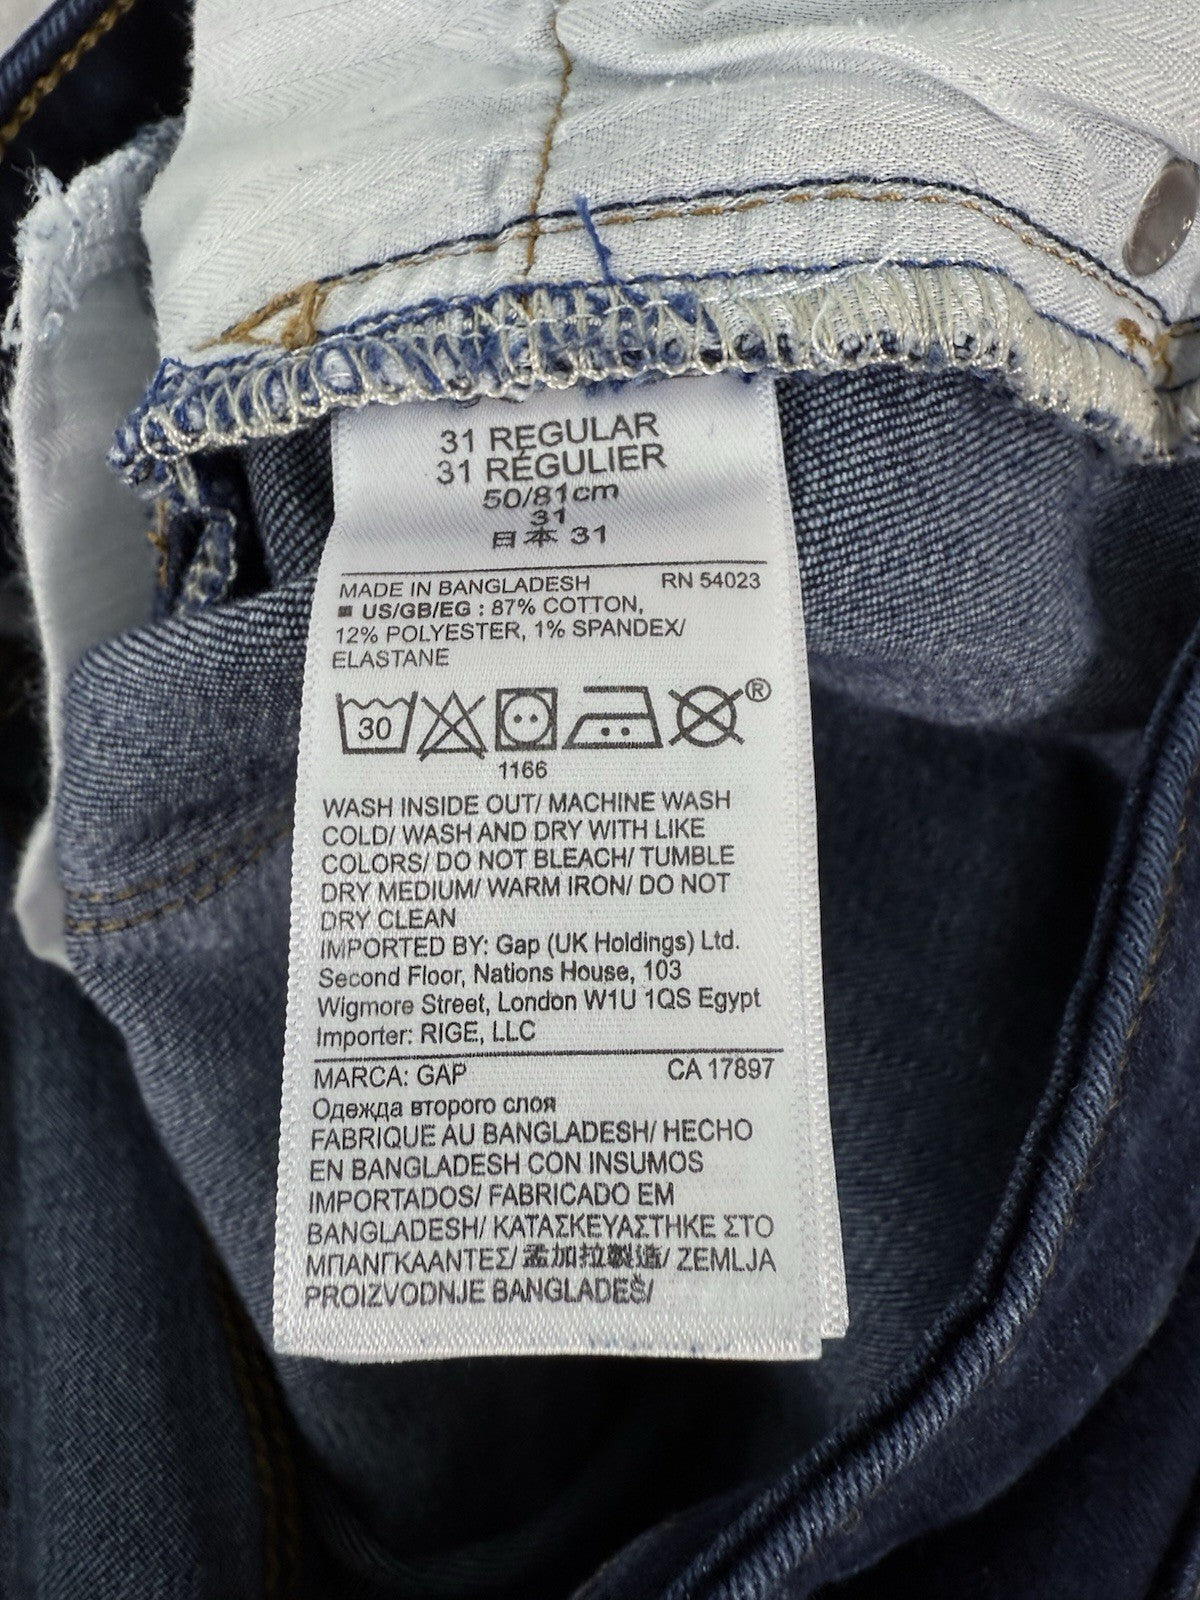 31 REGULAR
31 RÉGULIER
50/81cm
31
日本 31
MADE IN BANGLADESH RN 54023
■ US/GB/EG : 87% COTTON,
12% POLYESTER, 1% SPANDEX/
ELASTANE
30 ®
1166
WASH INSIDE OUT/ MACHINE WASH
COLD/ WASH AND DRY WITH LIKE
COLORS/ DO NOT BLEACH/ TUMBLE
DRY MEDIUM/ WARM IRON/ DO NOT
DRY CLEAN
IMPORTED BY: Gap (UK Holdings) Ltd.
Second Floor, Nations House, 103
Wigmore Street, London W1U 1QS Egypt
Importer: RIGE, LLC
MARCA: GAP CA 17897
Одежда второго слоя
FABRIQUE AU BANGLADESH/ HECHO
EN BANGLADESH CON INSUMOS
IMPORTADOS/ FABRICADO EM
BANGLADESH/ ΚΑΤΑΣΚΕΥΑΣΤΗΚΕ ΣΤΟ
ΜΠΑΝΓΚΛΑΝΤΕΣ/ 孟加拉製造/ ZEMLJA
PROIZVODNJE BANGLADEŠ/